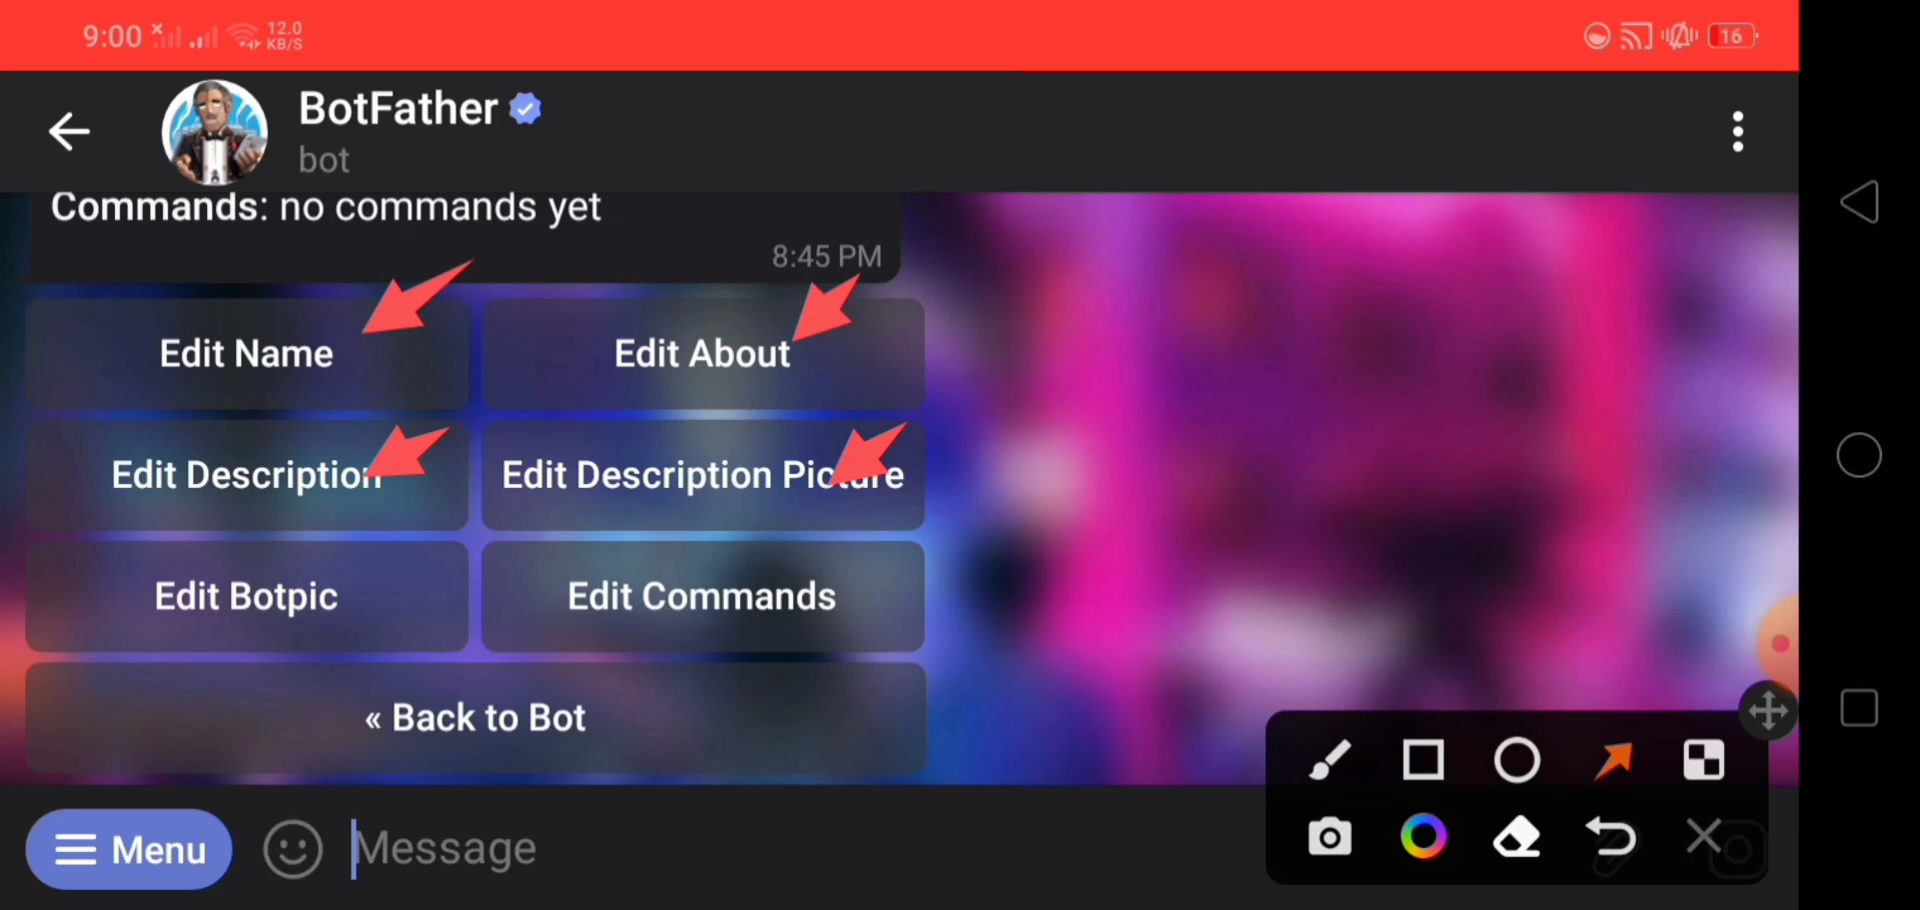 9:00
12.0
KB/S
16
BotFather
bot
Commands: no commands yet
8:45 PM
Edit Name
Edit About
Edit Description
Edit Description Picture
Edit Botpic
Edit Commands
« Back to Bot
Menu
Message